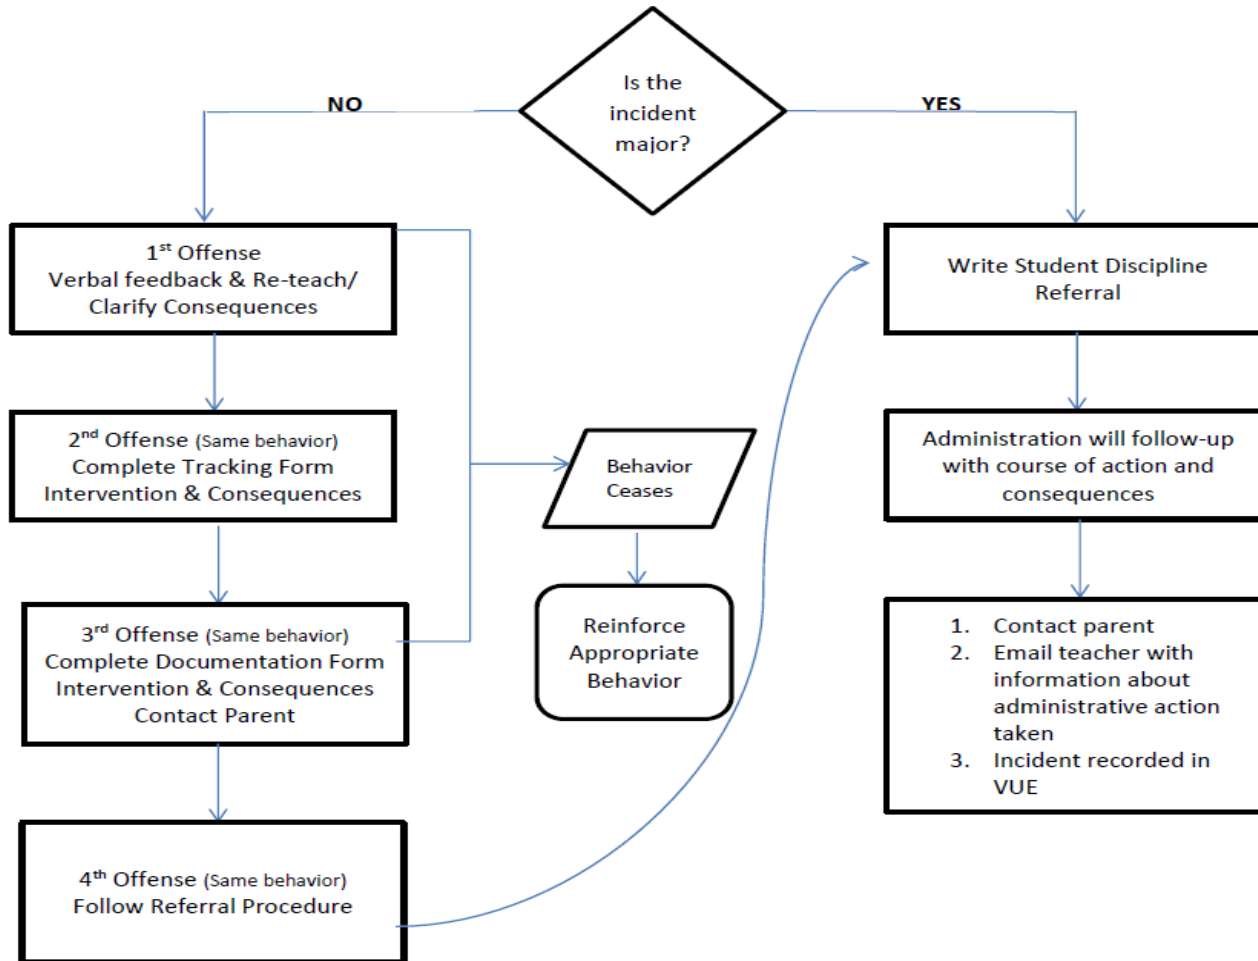 Is the
incident
major?
NO
YES
1st Offense
Verbal feedback & Re-teach/
Clarify Consequences
2nd Offense (Same behavior)
Complete Tracking Form
Intervention & Consequences
3rd Offense (Same behavior)
Complete Documentation Form
Intervention & Consequences
Contact Parent
4th Offense (Same behavior)
Follow Referral Procedure
Behavior
Ceases
Reinforce
Appropriate
Behavior
Write Student Discipline
Referral
Administration will follow-up
with course of action and
consequences
1. Contact parent
2. Email teacher with
information about
administrative action
taken
3. Incident recorded in
VUE